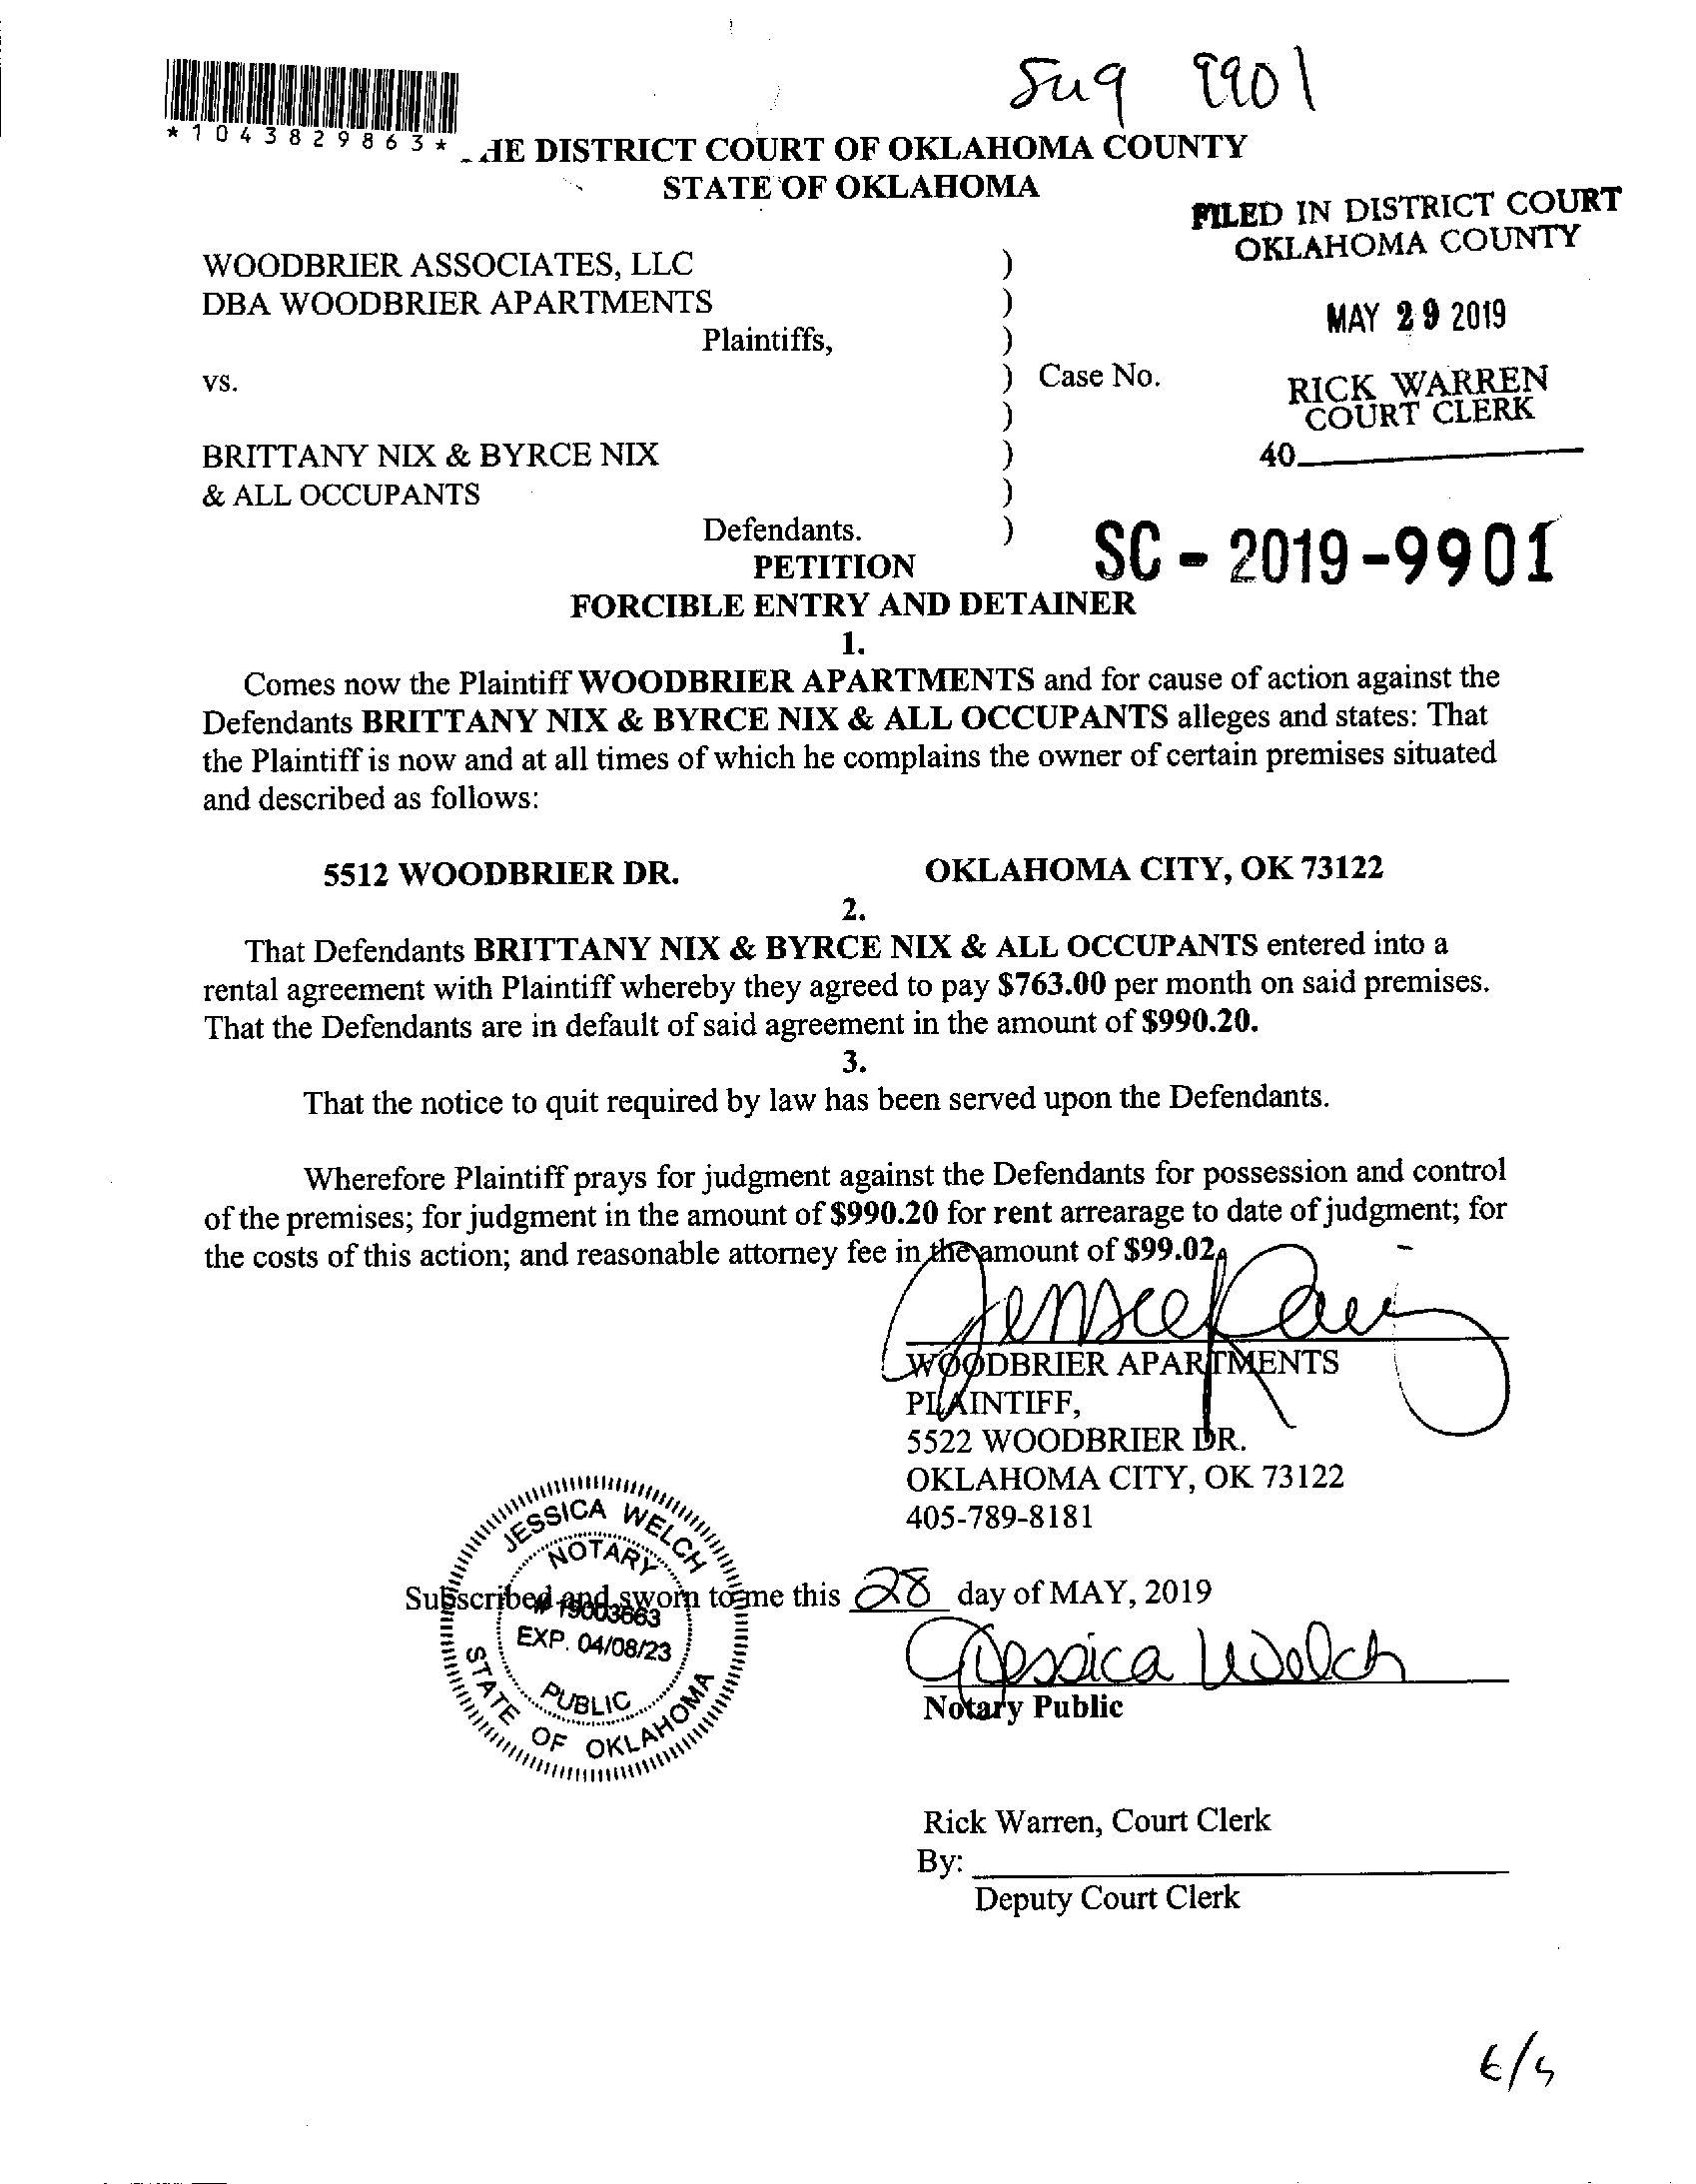 SM19 9901
*1043829863*
HE DISTRICT COURT OF OKLAHOMA COUNTY
STATE OF OKLAHOMA
FILED IN DISTRICT COURT
OKLAHOMA COUNTY
WOODBRIER ASSOCIATES, LLC )
DBA WOODBRIER APARTMENTS )
MAY 29 2019
Plaintiffs, )
vs. ) Case No.
RICK WARREN
COURT CLERK
)
BRITTANY NIX & BYRCE NIX )
40
& ALL OCCUPANTS )
Defendants. )
SC - 2019 - 9901
PETITION
FORCIBLE ENTRY AND DETAINER
1.
Comes now the Plaintiff WOODBRIER APARTMENTS and for cause of action against the
Defendants BRITTANY NIX & BYRCE NIX & ALL OCCUPANTS alleges and states: That
the Plaintiff is now and at all times of which he complains the owner of certain premises situated
and described as follows:
5512 WOODBRIER DR. OKLAHOMA CITY, OK 73122
2.
That Defendants BRITTANY NIX & BYRCE NIX & ALL OCCUPANTS entered into a
rental agreement with Plaintiff whereby they agreed to pay $763.00 per month on said premises.
That the Defendants are in default of said agreement in the amount of $990.20.
3.
That the notice to quit required by law has been served upon the Defendants.
Wherefore Plaintiff prays for judgment against the Defendants for possession and control
of the premises; for judgment in the amount of $990.20 for rent arrearage to date of judgment; for
the costs of this action; and reasonable attorney fee in the amount of $99.02.
WOODBRIER APARTMENTS
PLAINTIFF,
5522 WOODBRIER DR.
OKLAHOMA CITY, OK 73122
405-789-8181
JESSICA WELCH
NOTARY
# 19003663
EXP. 04/08/23
PUBLIC
STATE OF OKLAHOMA
Subscribed and sworn to me this 28 day of MAY, 2019
Jessica Welch
Notary Public
Rick Warren, Court Clerk
By:
Deputy Court Clerk